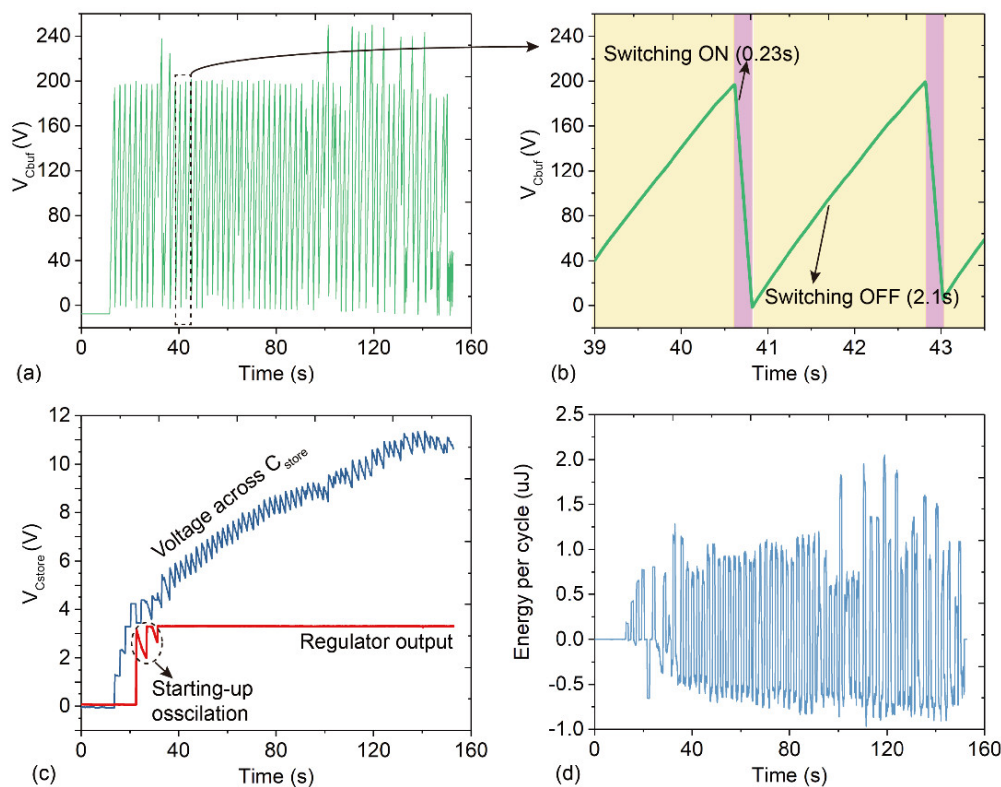 240
200
160
120
80
40
0
V_Cbuf (V)
0 40 80 120 160
Time (s)
(a)
240
200
160
120
80
40
0
V_Cbuf (V)
Switching ON (0.23s)
Switching OFF (2.1s)
39 40 41 42 43
Time (s)
(b)
12
10
8
6
4
2
0
V_Cstore (V)
Voltage across C_store
Regulator output
Starting-up
osscilation
0 40 80 120 160
Time (s)
(c)
2.5
2.0
1.5
1.0
0.5
0.0
-0.5
-1.0
Energy per cycle (uJ)
0 40 80 120 160
Time (s)
(d)